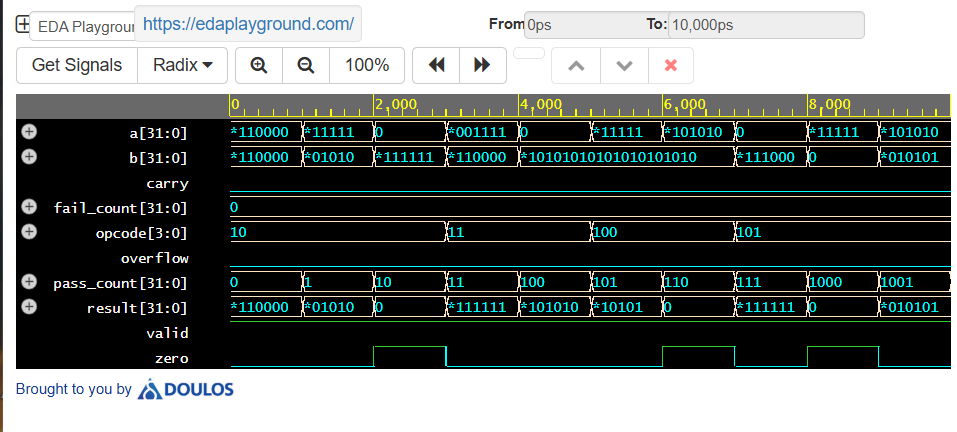 EDA Playgroun https://edaplayground.com/ From: 0ps To: 10,000ps
Get Signals Radix 100%
0 2,000 4,000 6,000 8,000
a[31:0] *110000 *11111 0 *001111 0 *11111 *101010 0 *11111 *101010
b[31:0] *110000 *01010 *111111 *110000 *10101010101010101010 *111000 0 *010101
carry
fail_count[31:0] 0
opcode[3:0] 10 11 100 101
overflow
pass_count[31:0] 0 1 10 11 100 101 110 111 1000 1001
result[31:0] *110000 *01010 0 *111111 *101010 *10101 0 *111111 0 *010101
valid
zero
Brought to you by DOULOS